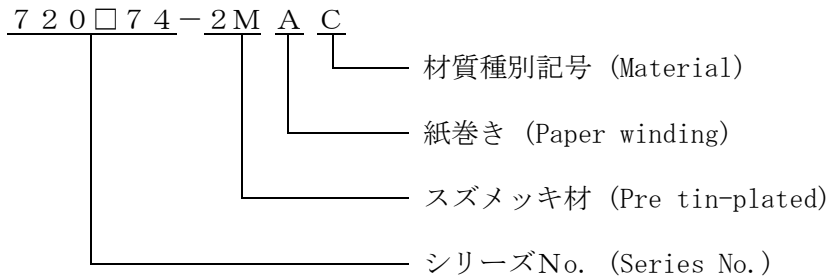 ７２０□７４－２Ｍ Ａ Ｃ
材質種別記号 (Material)
紙巻き (Paper winding)
スズメッキ材 (Pre tin-plated)
シリーズNo. (Series No.)